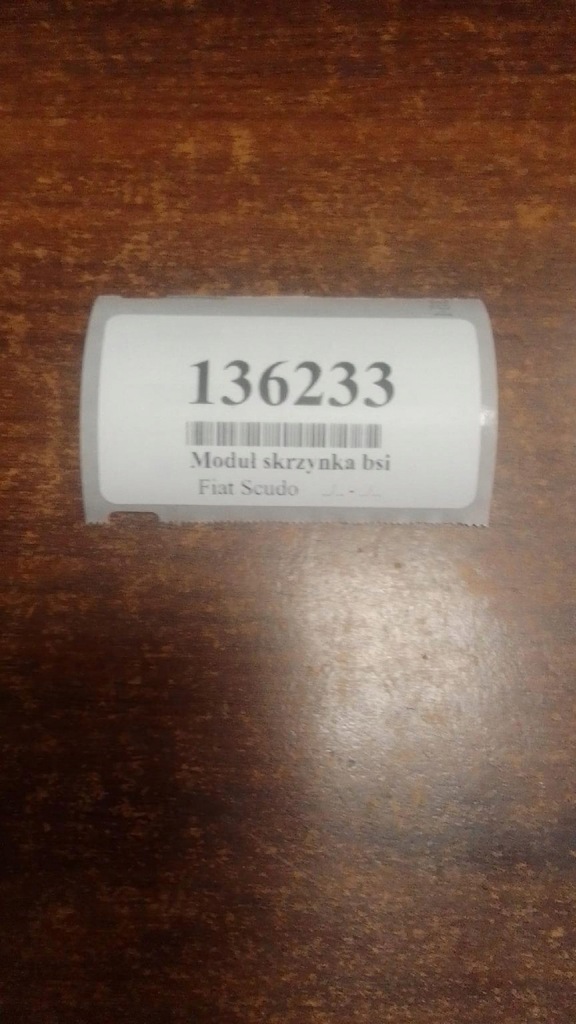 136233
Moduł skrzynka bsi
Fiat Scudo _/_ - _/_